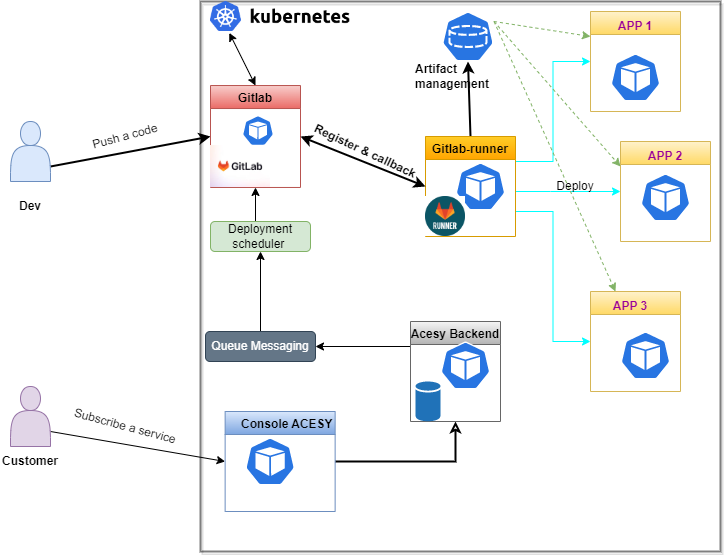 kubernetes
APP 1
Artifact
management
Gitlab
Push a code
Register & callback
GitLab
Gitlab-runner
APP 2
Deploy
Dev
RUNNER
Deployment
scheduler
APP 3
Queue Messaging
Acesy Backend
Subscribe a service
Console ACESY
Customer